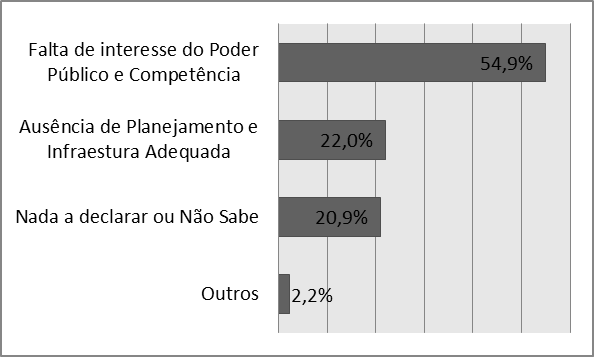 Falta de interesse do Poder
Público e Competência
54,9%
Ausência de Planejamento e
Infraestura Adequada
22,0%
Nada a declarar ou Não Sabe
20,9%
Outros
2,2%